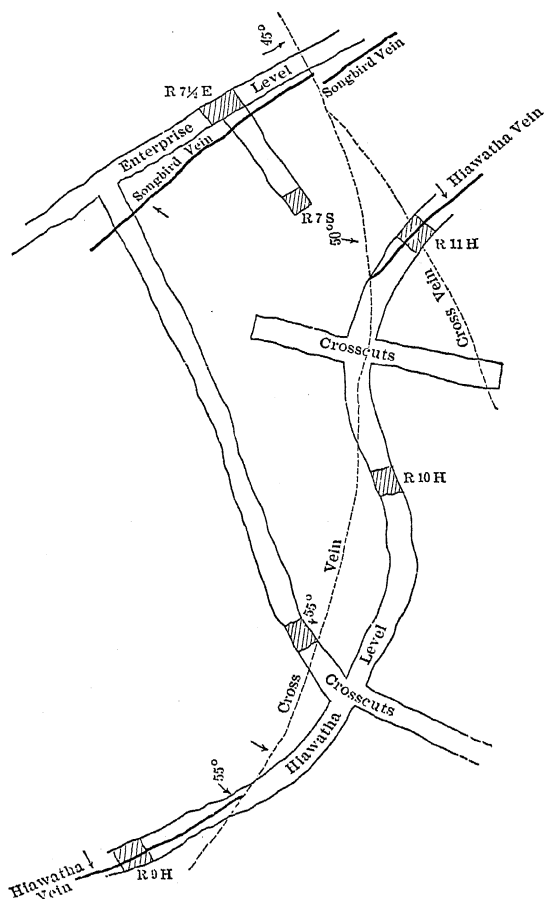 45°
R 7½ E
Level
Songbird Vein
Enterprise
Songbird Vein
Hiawatha Vein
R 7 S
50°
R 11 H
Cross Vein
Crosscuts
R 10 H
Vein
55°
Level
Cross
Crosscuts
Hiawatha
55°
R 9 H
Hiawatha
Vein